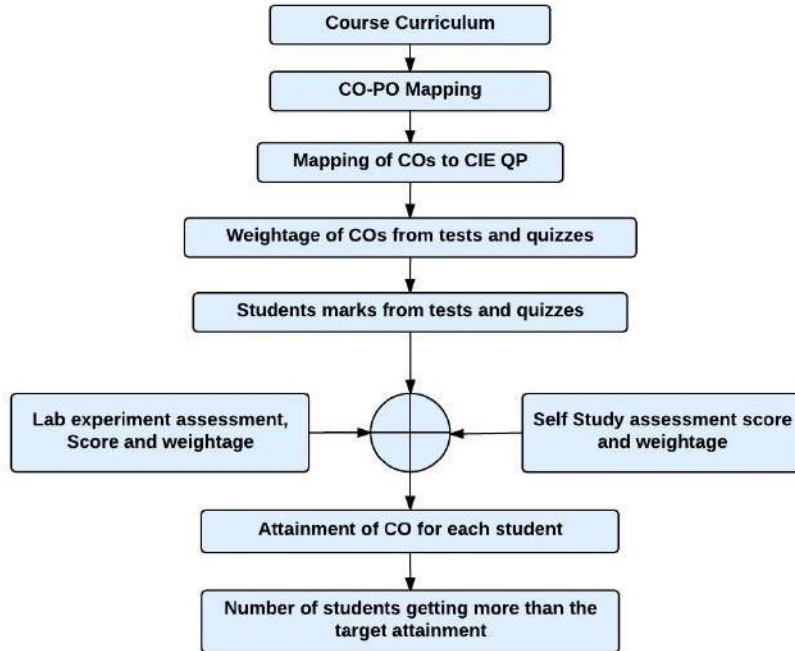 Course Curriculum
CO-PO Mapping
Mapping of COs to CIE QP
Weightage of COs from tests and quizzes
Students marks from tests and quizzes
Lab experiment assessment,
Score and weightage
Self Study assessment score
and weightage
Attainment of CO for each student
Number of students getting more than the
target attainment